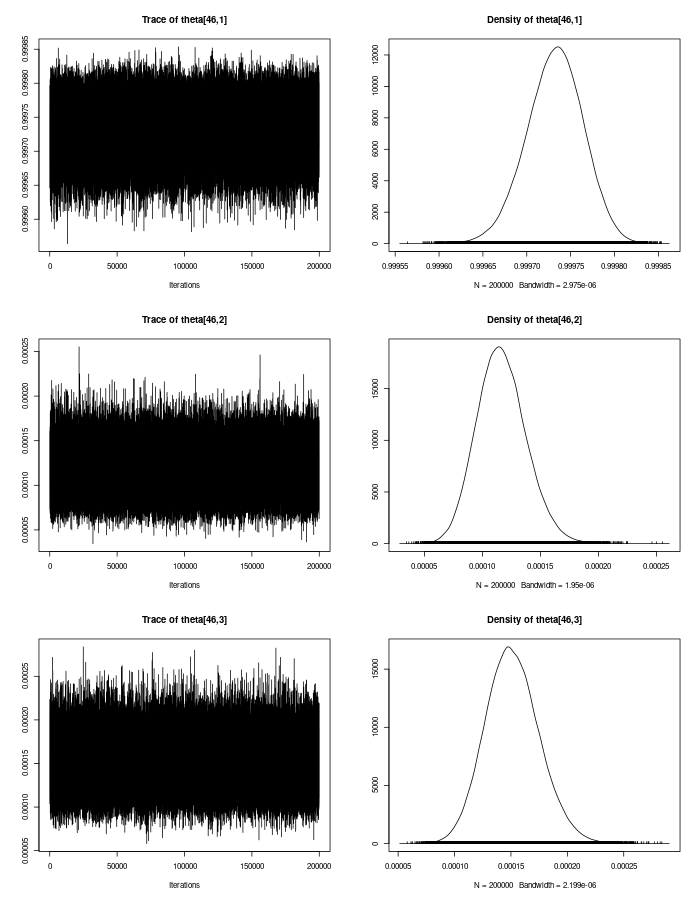 Trace of theta[46,1]
Density of theta[46,1]
0.99960 0.99965 0.99970 0.99975 0.99980 0.99985
0 2000 4000 6000 8000 10000 12000
0 50000 100000 150000 200000
0.99955 0.99960 0.99965 0.99970 0.99975 0.99980 0.99985
Iterations
N = 200000 Bandwidth = 2.975e-06
Trace of theta[46,2]
Density of theta[46,2]
0.00005 0.00010 0.00015 0.00020 0.00025
0 5000 10000 15000
0 50000 100000 150000 200000
0.00005 0.00010 0.00015 0.00020 0.00025
Iterations
N = 200000 Bandwidth = 1.95e-06
Trace of theta[46,3]
Density of theta[46,3]
0.00005 0.00010 0.00015 0.00020 0.00025
0 5000 10000 15000
0 50000 100000 150000 200000
0.00005 0.00010 0.00015 0.00020 0.00025
Iterations
N = 200000 Bandwidth = 2.199e-06